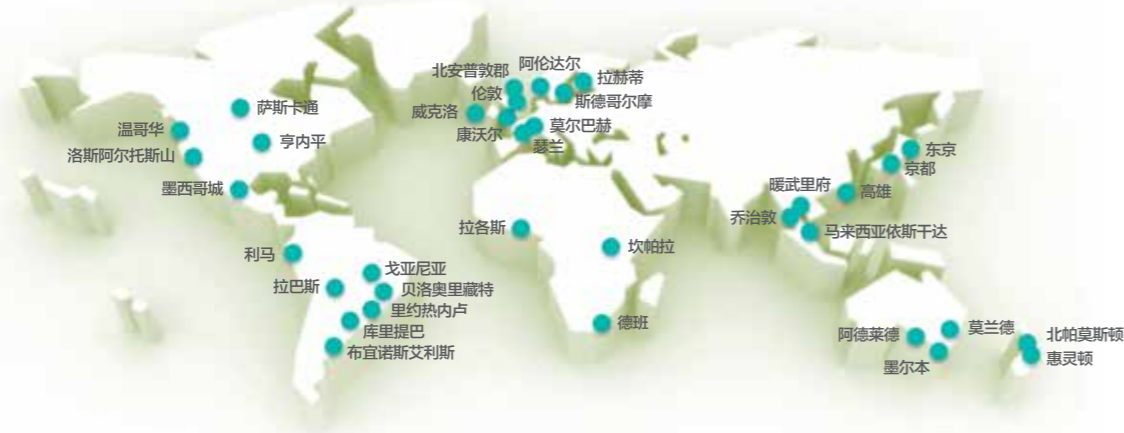 阿伦达尔
北安普敦郡
拉赫蒂
伦敦
斯德哥尔摩
萨斯卡通
威克洛
温哥华
康沃尔
莫尔巴赫
亨内平
瑟兰
洛斯阿尔托斯山
东京
京都
墨西哥城
暖武里府
高雄
乔治敦
拉各斯
马来西亚依斯干达
坎帕拉
利马
戈亚尼亚
拉巴斯
贝洛奥里藏特
里约热内卢
德班
库里提巴
莫兰德
阿德莱德
北帕莫斯顿
布宜诺斯艾利斯
惠灵顿
墨尔本